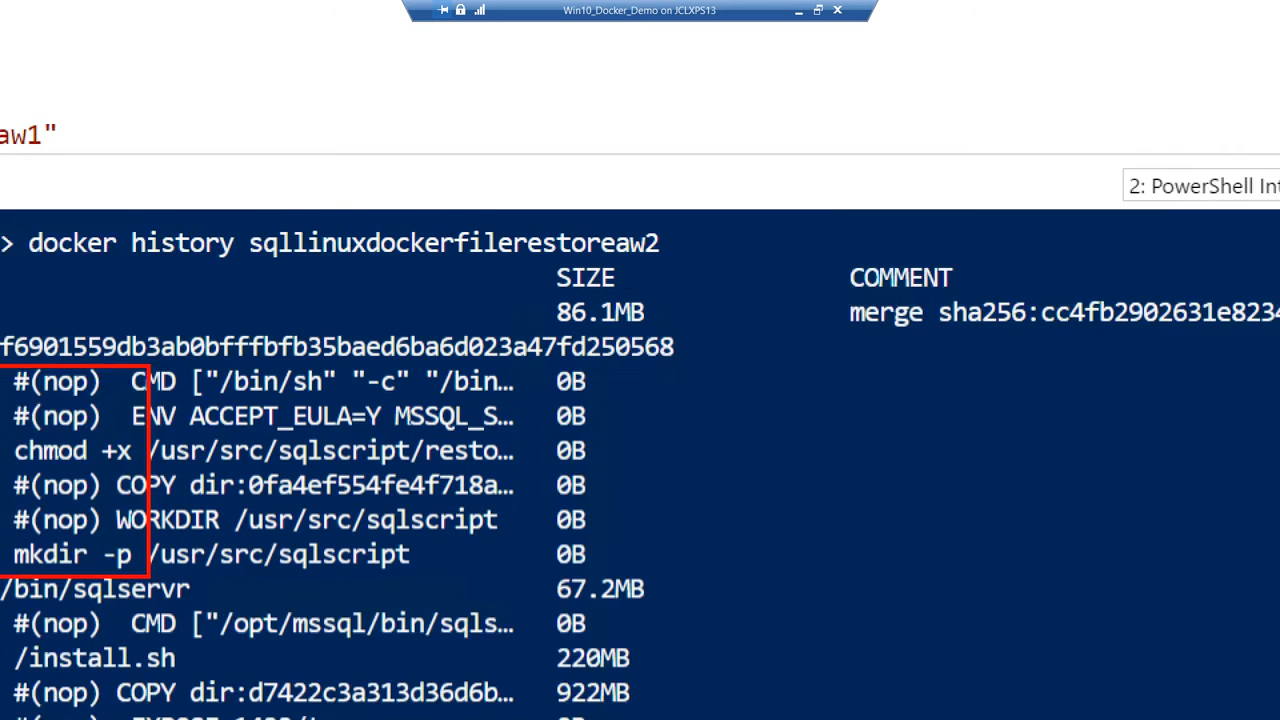 Win10_Docker_Demo on JCLXPS13
aw1"
2: PowerShell Int
> docker history sqllinuxdockerfilerestoreaw2
SIZE COMMENT
86.1MB merge sha256:cc4fb2902631e8234
f6901559db3ab0bfffbfb35baed6ba6d023a47fd250568
#(nop) CMD ["/bin/sh" "-c" "/bin… 0B
#(nop) ENV ACCEPT_EULA=Y MSSQL_S… 0B
chmod +x /usr/src/sqlscript/resto… 0B
#(nop) COPY dir:0fa4ef554fe4f718a… 0B
#(nop) WORKDIR /usr/src/sqlscript 0B
mkdir -p /usr/src/sqlscript 0B
/bin/sqlservr 67.2MB
#(nop) CMD ["/opt/mssql/bin/sqls… 0B
/install.sh 220MB
#(nop) COPY dir:d7422c3a313d36d6b… 922MB